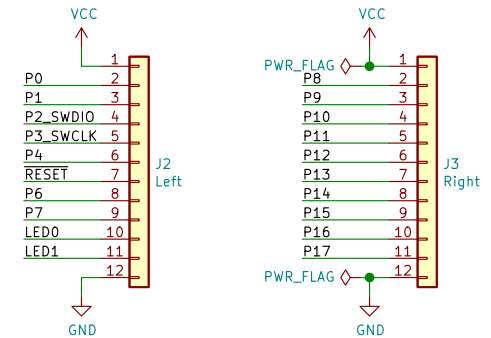 VCC
1
P0 2
P1 3
P2_SWDIO 4
P3_SWCLK 5
P4 6
RESET 7
P6 8
P7 9
LED0 10
LED1 11
12
J2
Left
GND
VCC
PWR_FLAG 1
P8 2
P9 3
P10 4
P11 5
P12 6
P13 7
P14 8
P15 9
P16 10
P17 11
PWR_FLAG 12
J3
Right
GND